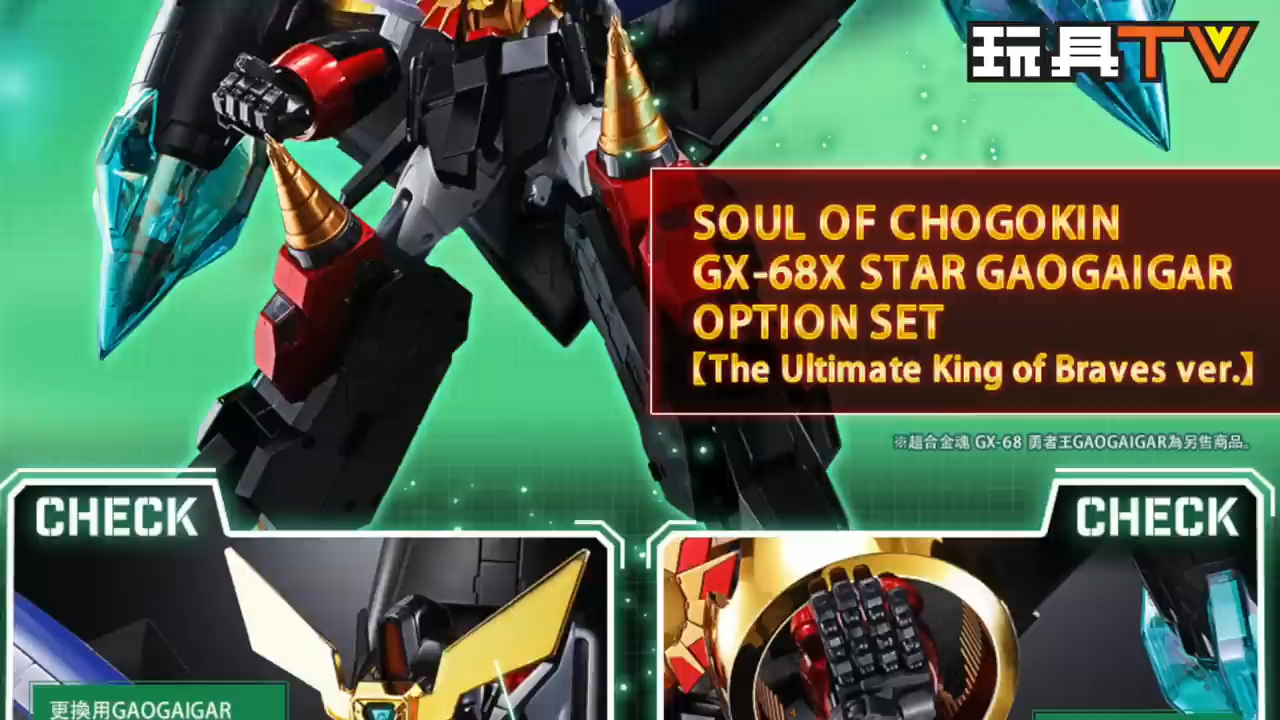 玩具TV
SOUL OF CHOGOKIN
GX-68X STAR GAOGAIGAR
OPTION SET
【The Ultimate King of Braves ver.】
※超合金魂 GX-68 勇者王GAOGAIGAR為另售商品。
CHECK
CHECK
更換用GAOGAIGAR